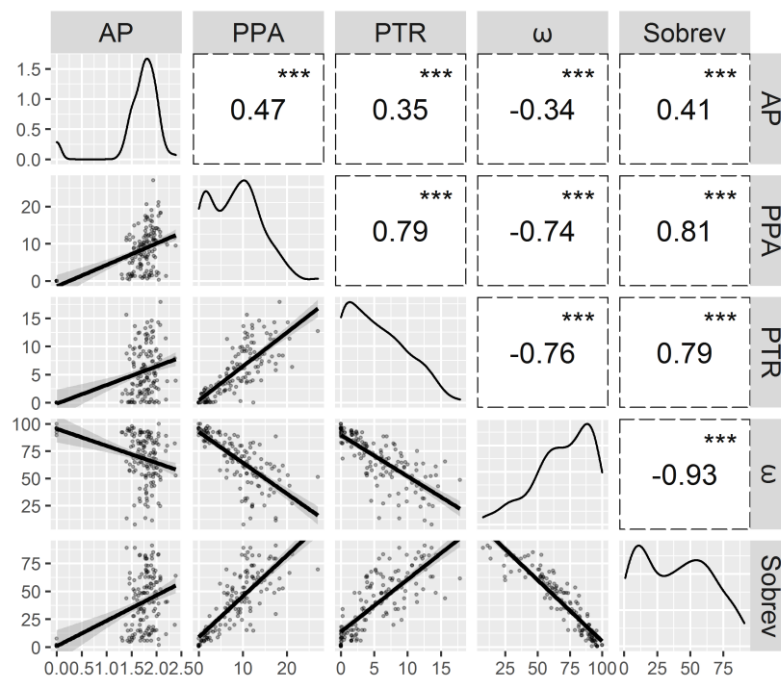 AP PPA PTR ω Sobrev
1.5
1.0
0.5
0.0
*** *** *** ***
0.47 0.35 -0.34 0.41
AP
20
10
0
*** *** ***
0.79 -0.74 0.81
PPA
15
10
5
0
*** ***
-0.76 0.79
PTR
100
75
50
25
***
-0.93
ω
75
50
25
0
Sobrev
0.00.51.01.52.02.50 10 20 0 5 10 15 25 50 75 100 0 25 50 75